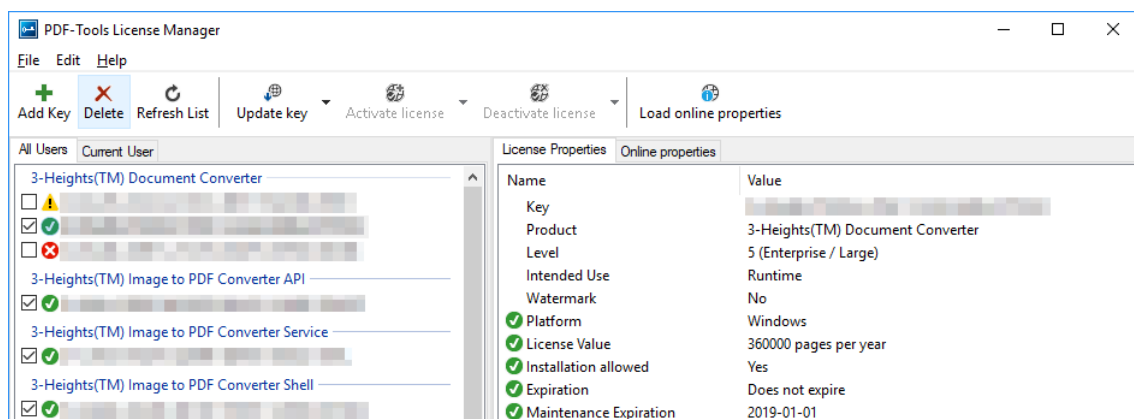 PDF-Tools License Manager
File Edit Help
Add Key Delete Refresh List Update key Activate license Deactivate license Load online properties
All Users Current User
3-Heights(TM) Document Converter
3-Heights(TM) Image to PDF Converter API
3-Heights(TM) Image to PDF Converter Service
3-Heights(TM) Image to PDF Converter Shell
License Properties Online properties
Name Value
Key
Product 3-Heights(TM) Document Converter
Level 5 (Enterprise / Large)
Intended Use Runtime
Watermark No
Platform Windows
License Value 360000 pages per year
Installation allowed Yes
Expiration Does not expire
Maintenance Expiration 2019-01-01